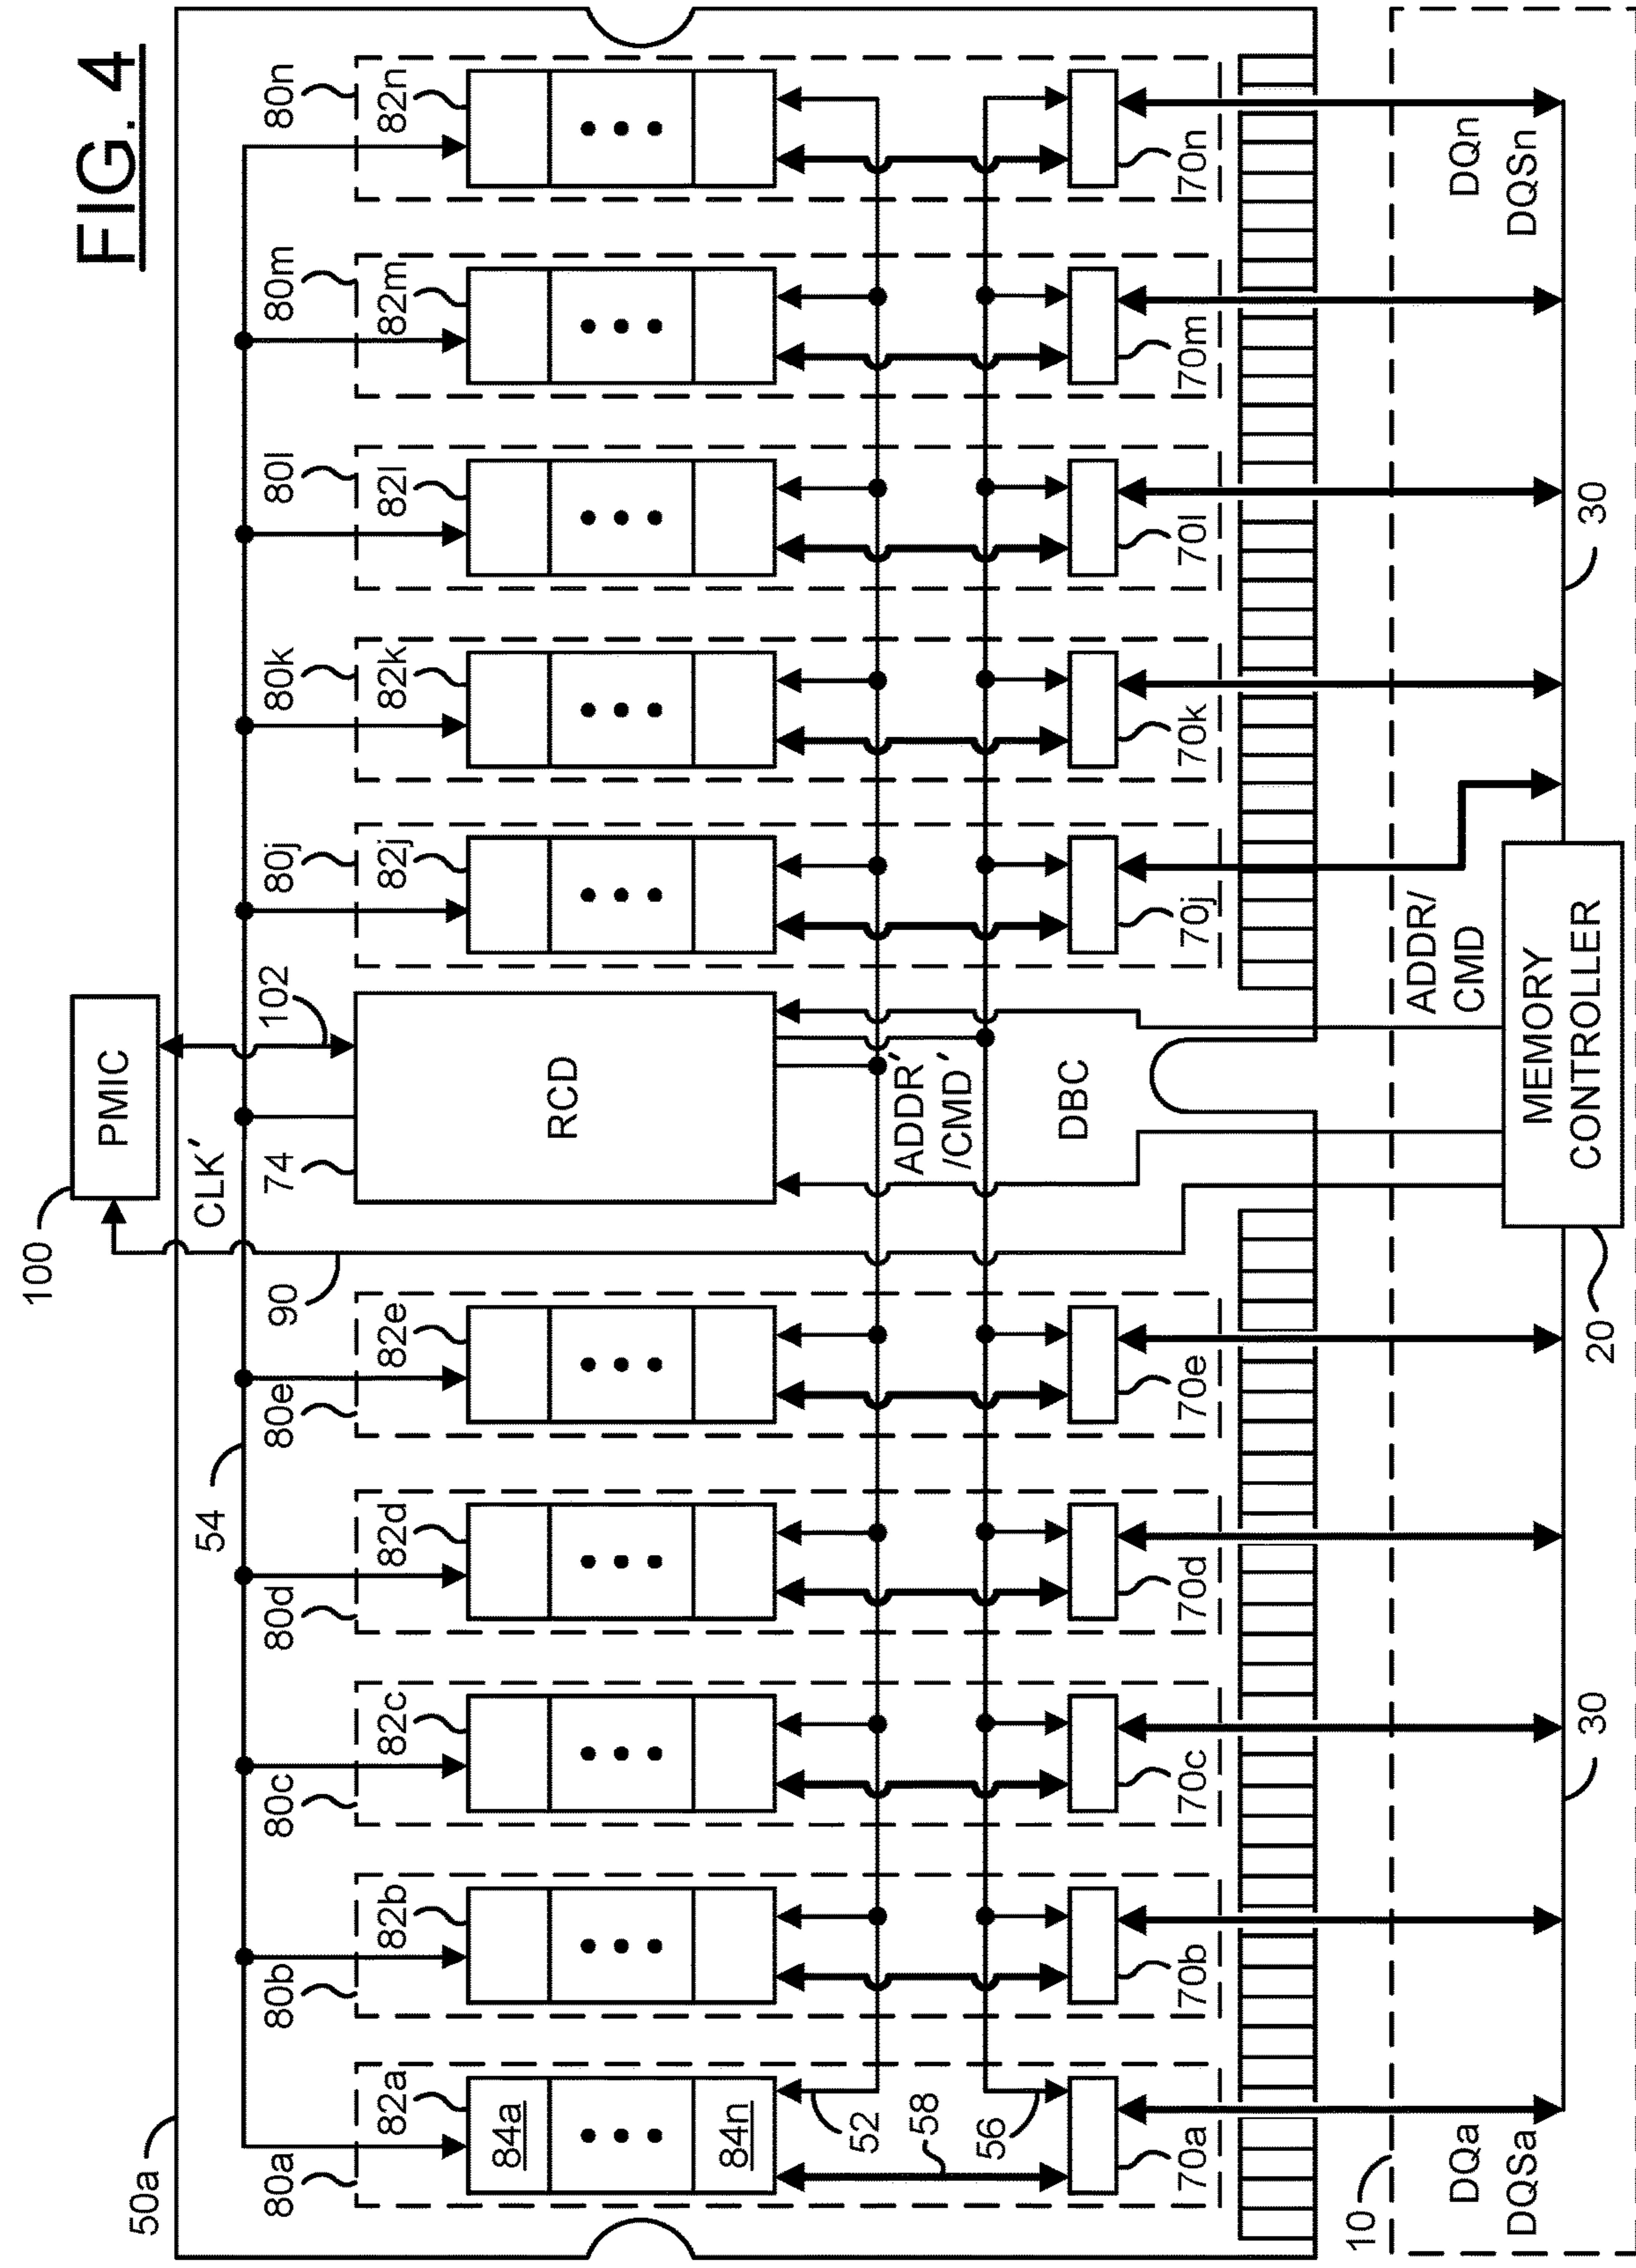 FIG. 4
50a
100
PMIC
CLK′
54
90
74
102
80a
82a
80b
82b
80c
82c
80d
82d
80e
82e
80j
82j
80k
82k
80l
82l
80m
82m
80n
82n
84a
84n
RCD
52
58
56
ADDR′
/CMD′
DBC
70a
70b
70c
70d
70e
70j
70k
70l
70m
70n
10
DQa
DQSa
ADDR/
CMD
DQn
DQSn
30
20
MEMORY
CONTROLLER
30